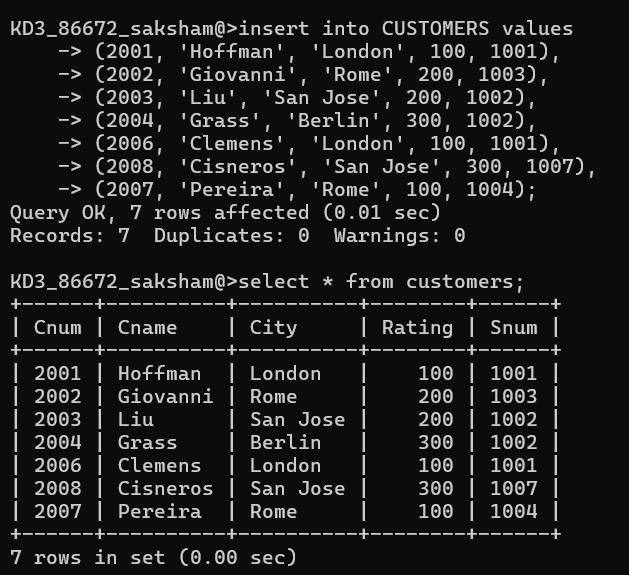 KD3_86672_saksham@>insert into CUSTOMERS values
    -> (2001, 'Hoffman', 'London', 100, 1001),
    -> (2002, 'Giovanni', 'Rome', 200, 1003),
    -> (2003, 'Liu', 'San Jose', 200, 1002),
    -> (2004, 'Grass', 'Berlin', 300, 1002),
    -> (2006, 'Clemens', 'London', 100, 1001),
    -> (2008, 'Cisneros', 'San Jose', 300, 1007),
    -> (2007, 'Pereira', 'Rome', 100, 1004);
Query OK, 7 rows affected (0.01 sec)
Records: 7  Duplicates: 0  Warnings: 0

KD3_86672_saksham@>select * from customers;
+------+----------+----------+--------+------+
| Cnum | Cname    | City     | Rating | Snum |
+------+----------+----------+--------+------+
| 2001 | Hoffman  | London   |    100 | 1001 |
| 2002 | Giovanni | Rome     |    200 | 1003 |
| 2003 | Liu      | San Jose |    200 | 1002 |
| 2004 | Grass    | Berlin   |    300 | 1002 |
| 2006 | Clemens  | London   |    100 | 1001 |
| 2008 | Cisneros | San Jose |    300 | 1007 |
| 2007 | Pereira  | Rome     |    100 | 1004 |
+------+----------+----------+--------+------+
7 rows in set (0.00 sec)